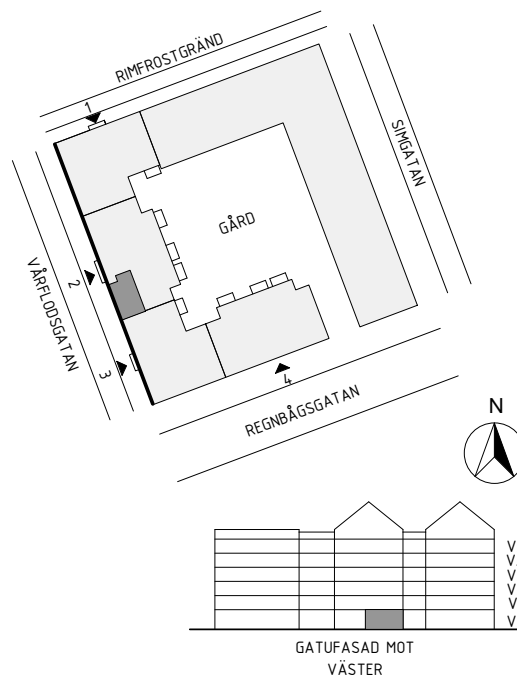 RIMFROSTGRÄND
1
SIMGATAN
GÅRD
VÅRFLODSGATAN
2
3
4
REGNBÅGSGATAN
N
V
V
V
V
V
V
GATUFASAD MOT
VÄSTER